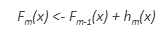 Fm(x) <- Fm-1(x) + hm(x)